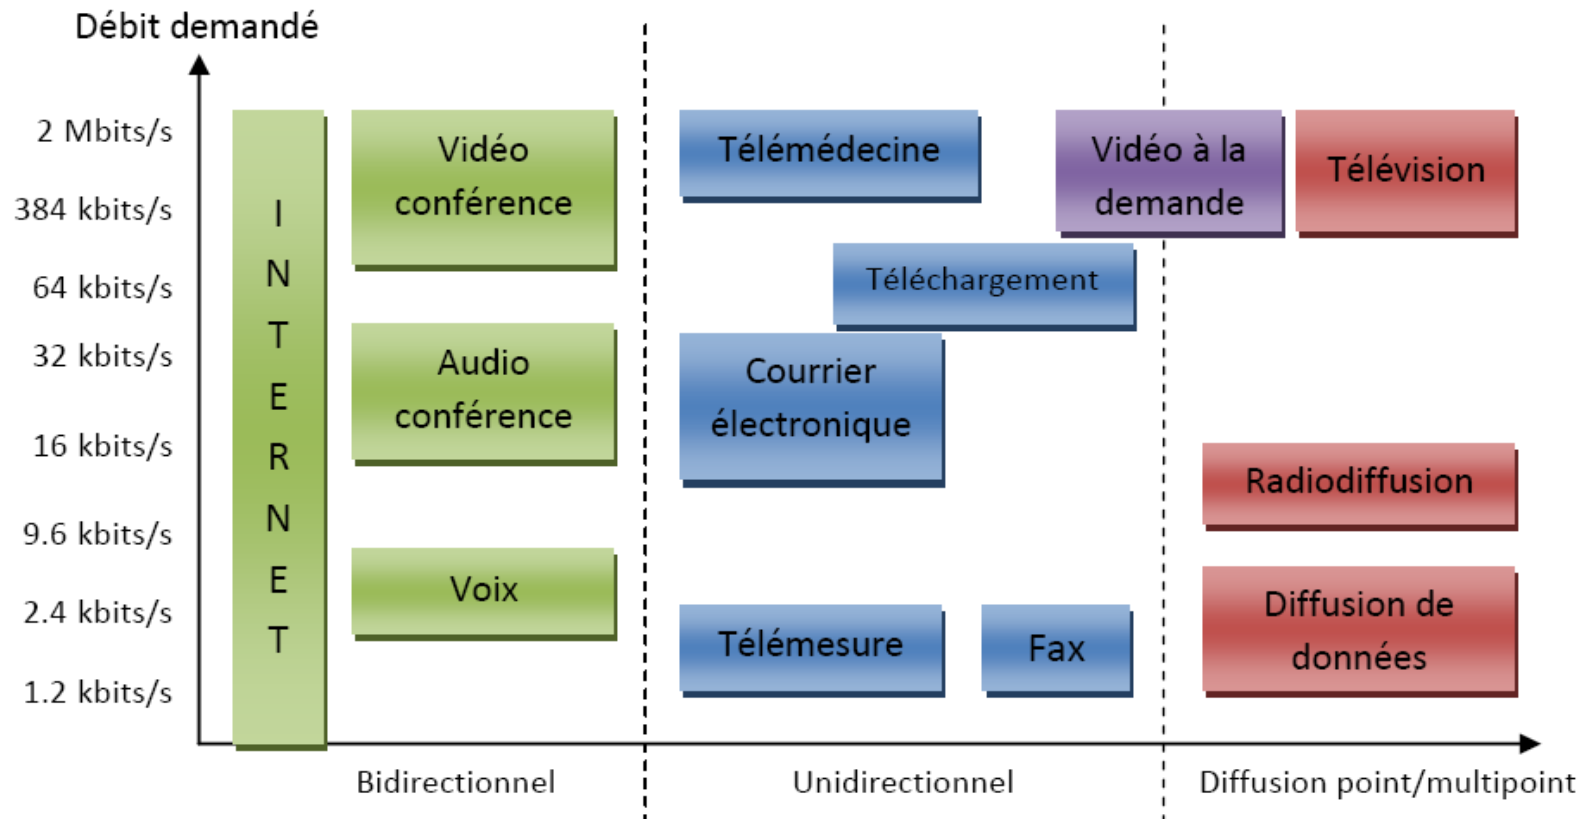 Débit demandé
2 Mbits/s
384 kbits/s
64 kbits/s
32 kbits/s
16 kbits/s
9.6 kbits/s
2.4 kbits/s
1.2 kbits/s
I
N
T
E
R
N
E
T
Vidéo
conférence
Audio
conférence
Voix
Télémédecine
Téléchargement
Courrier
électronique
Télémesure
Fax
Vidéo à la
demande
Télévision
Radiodiffusion
Diffusion de
données
Bidirectionnel
Unidirectionnel
Diffusion point/multipoint